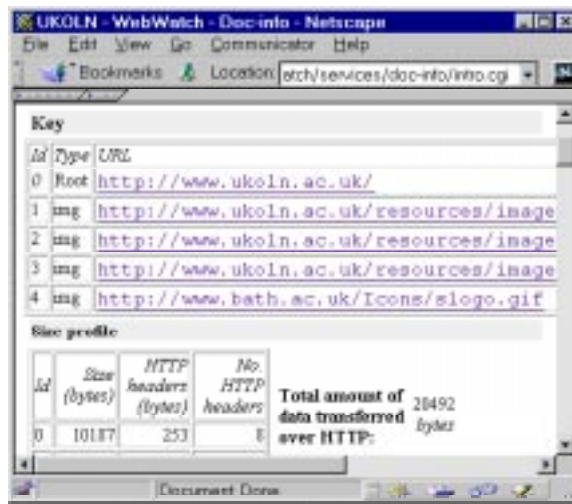 UKOLN - WebWatch - Doc-info - Netscape
File Edit View Go Communicator Help
Bookmarks Location: atch/services/doc-info/intro.cgi
Key
Id Type URL
0 Root http://www.ukoln.ac.uk/
1 img http://www.ukoln.ac.uk/resources/image
2 img http://www.ukoln.ac.uk/resources/image
3 img http://www.ukoln.ac.uk/resources/image
4 img http://www.bath.ac.uk/Icons/slogo.gif
Size profile
Id Size (bytes) HTTP headers (bytes) No. HTTP headers
0 10187 253 8
Total amount of data transferred over HTTP: 20492 bytes
Document Done